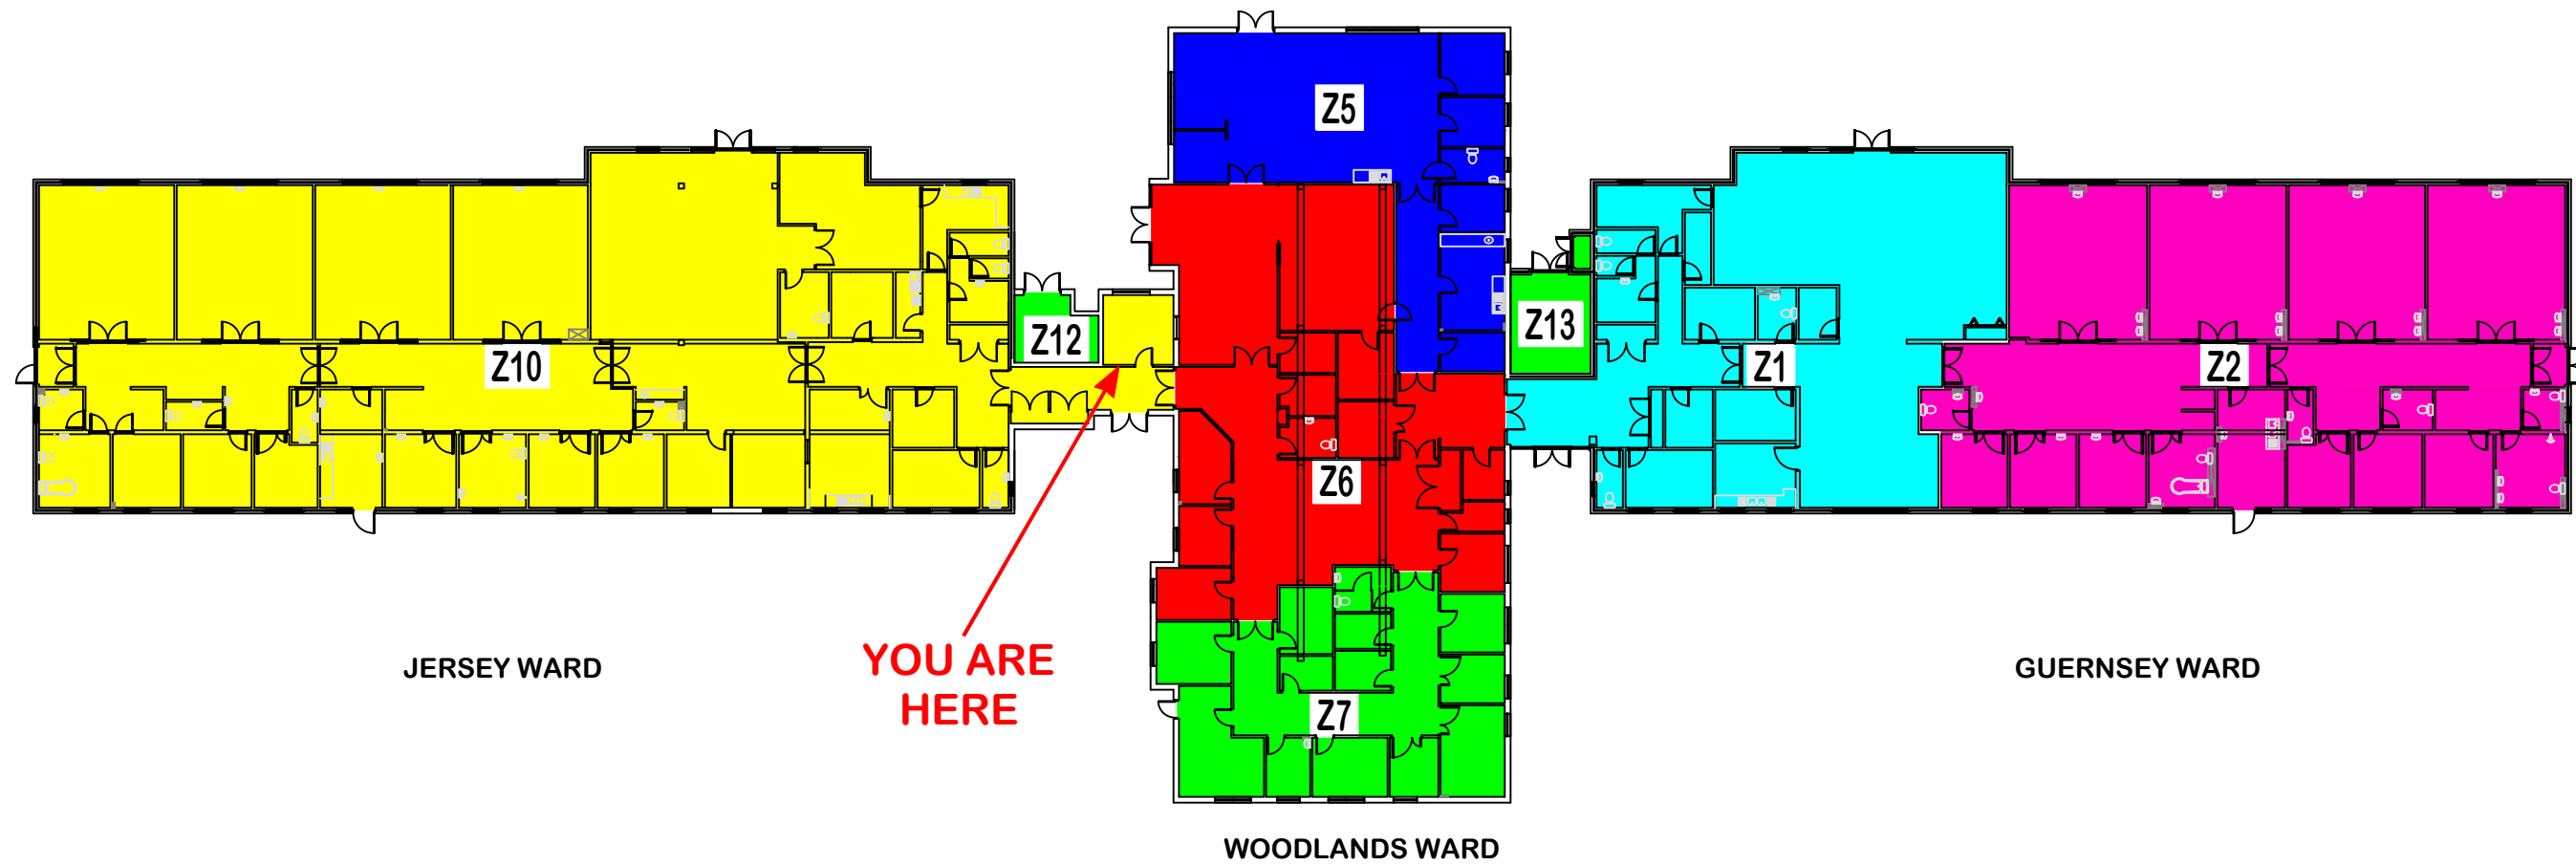 Z5
Z12
Z13
Z10
Z1
Z2
Z6
YOU ARE
HERE
JERSEY WARD
GUERNSEY WARD
Z7
WOODLANDS WARD